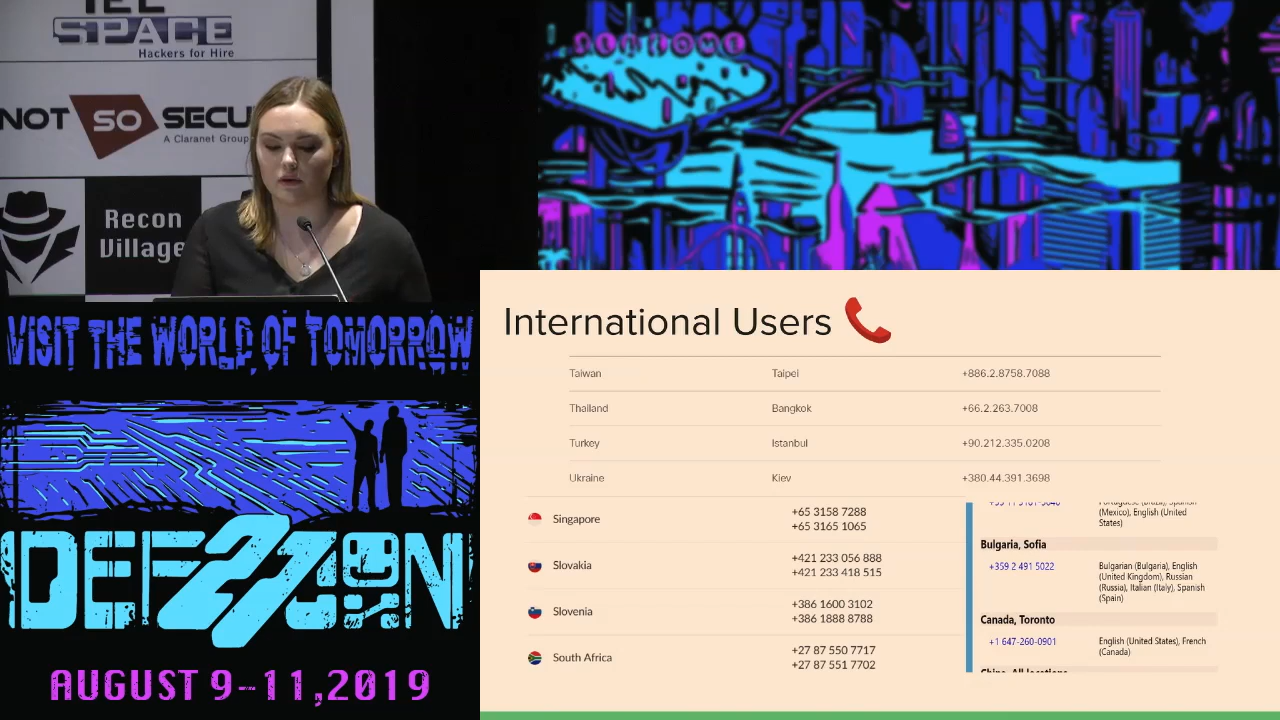 SPACE
Hackers for Hire
NOT SO SECU
A Claranet Group
Recon
Village
WELCOME
VISIT THE WORLD OF TOMORROW
DEF CON
27
AUGUST 9-11,2019
International Users
Taiwan Taipei +886.2.8758.7088
Thailand Bangkok +66.2.263.7008
Turkey Istanbul +90.212.335.0208
Ukraine Kiev +380.44.391.3698
Singapore +65 3158 7288
+65 3165 1065
Slovakia +421 233 056 888
+421 233 418 515
Slovenia +386 1600 3102
+386 1888 8788
South Africa +27 87 550 7717
+27 87 551 7702
(Mexico), English (United
States)
Bulgaria, Sofia
+359 2 491 5022 Bulgarian (Bulgaria), English
(United Kingdom), Russian
(Russia), Italian (Italy), Spanish
(Spain)
Canada, Toronto
+1 647-260-0901 English (United States), French
(Canada)
China, All locations